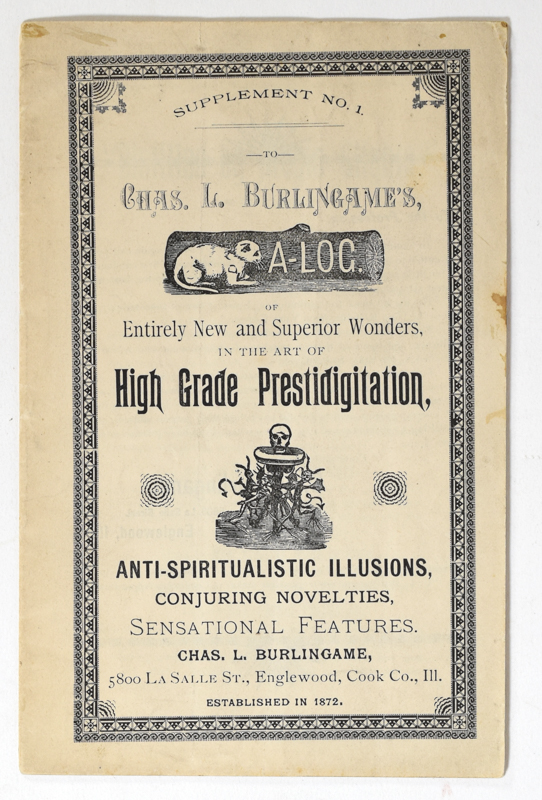 SUPPLEMENT NO. 1.
—TO—
CHAS. L. BURLINGAME'S,
A-LOG.
OF
Entirely New and Superior Wonders,
IN THE ART OF
High Grade Prestidigitation,
ANTI-SPIRITUALISTIC ILLUSIONS,
CONJURING NOVELTIES,
SENSATIONAL FEATURES.
CHAS. L. BURLINGAME,
5800 LA SALLE ST., Englewood, Cook Co., Ill.
ESTABLISHED IN 1872.